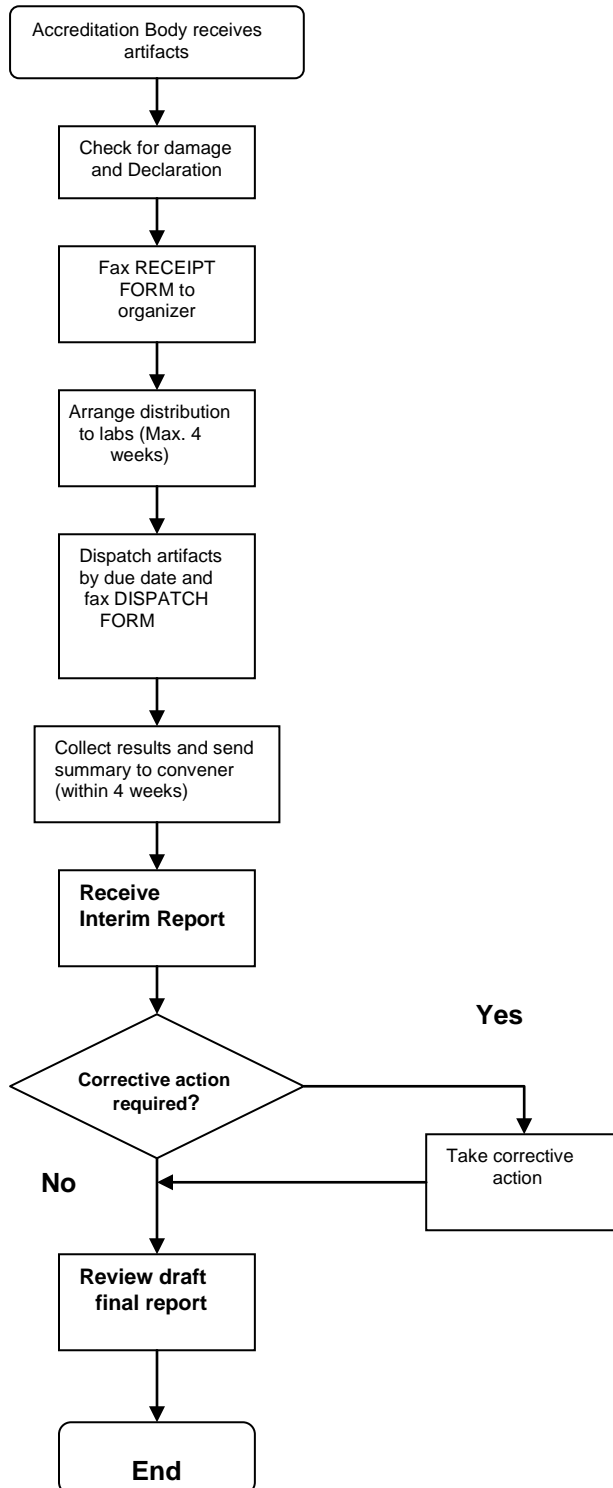 Accreditation Body receives
artifacts
Check for damage
and Declaration
Fax RECEIPT
FORM to
organizer
Arrange distribution
to labs (Max. 4
weeks)
Dispatch artifacts
by due date and
fax DISPATCH
FORM
Collect results and send
summary to convener
(within 4 weeks)
Receive
Interim Report
Yes
Corrective action
required?
Take corrective
action
No
Review draft
final report
End